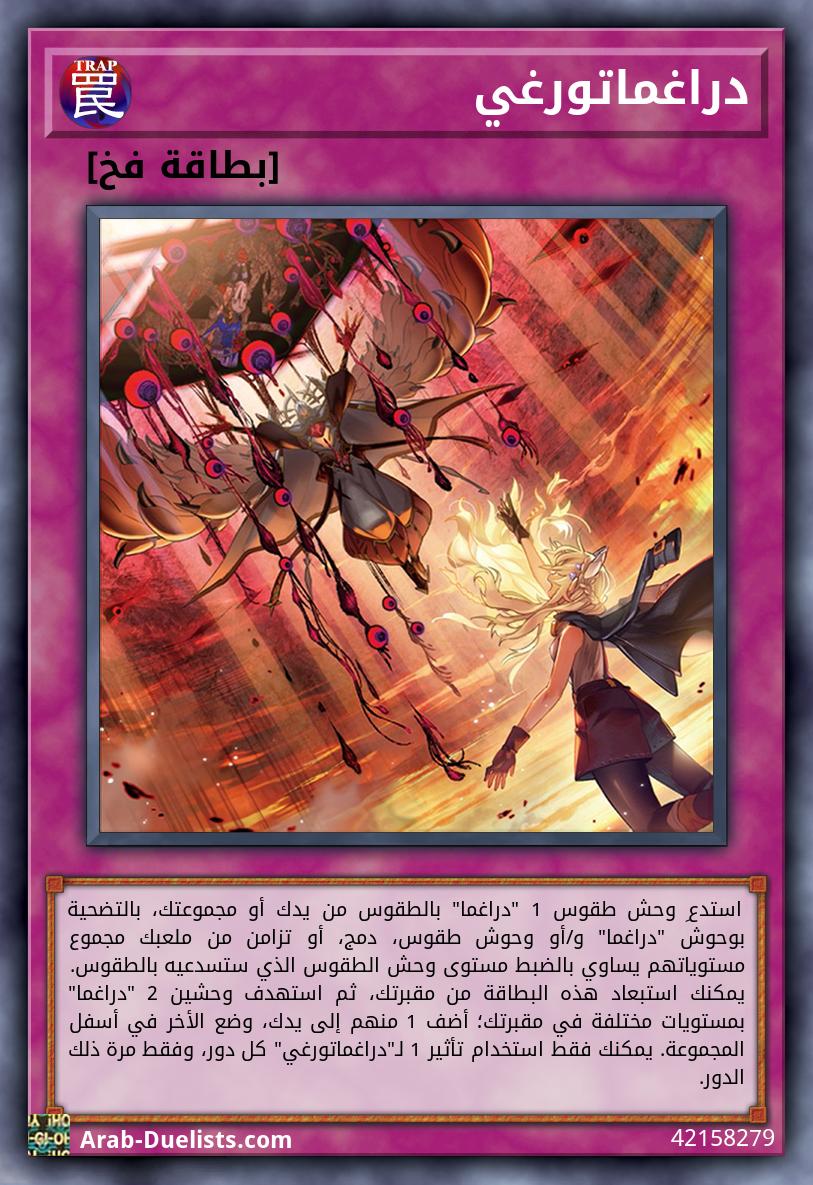 TRAP
罠
دراغماتورغي
[بطاقة فخ]
استدعِ وحش طقوس 1 "دراغما" بالطقوس من يدك أو مجموعتك، بالتضحية
بوحوش "دراغما" و/أو وحوش طقوس، دمج، أو تزامن من ملعبك مجموع
مستوياتهم يساوي بالضبط مستوى وحش الطقوس الذي ستسدعيه بالطقوس.
يمكنك استبعاد هذه البطاقة من مقبرتك، ثم استهدف وحشين 2 "دراغما"
بمستويات مختلفة في مقبرتك؛ أضف 1 منهم إلى يدك، وضع الأخر في أسفل
المجموعة. يمكنك فقط استخدام تأثير 1 لـ"دراغماتورغي" كل دور، وفقط مرة ذلك
الدور.
Arab-Duelists.com
42158279